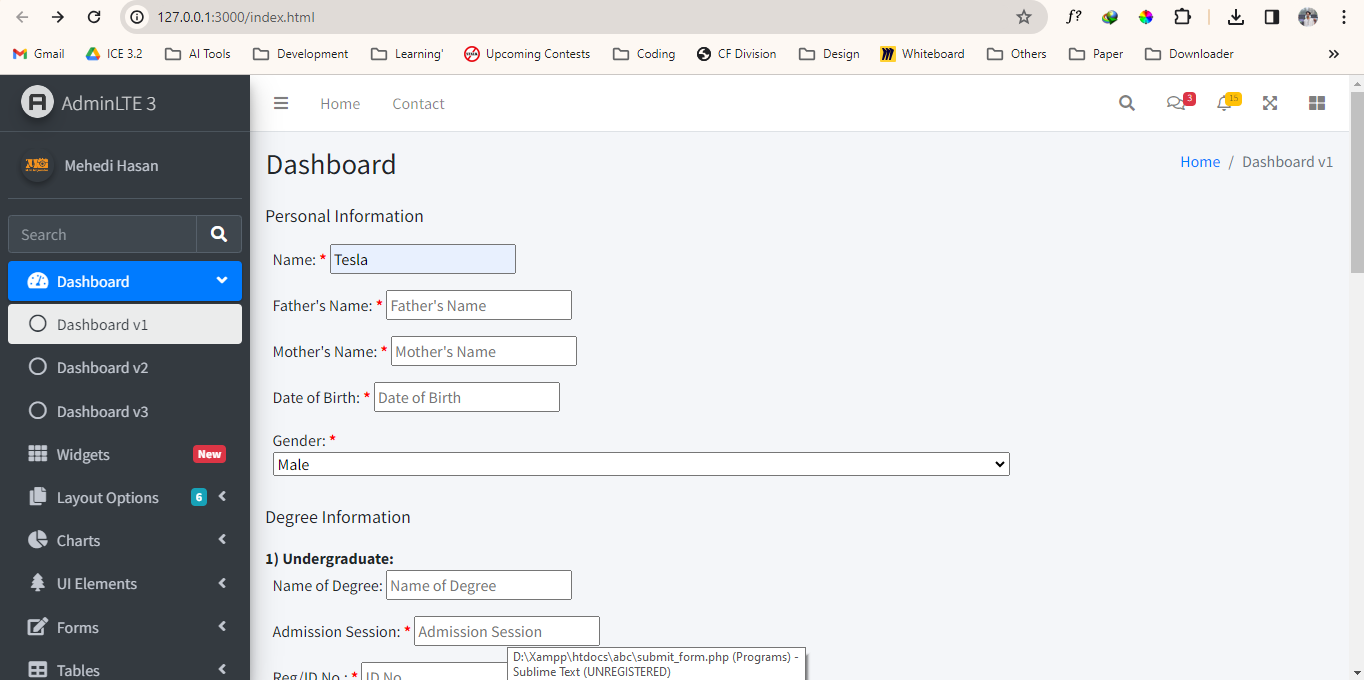 127.0.0.1:3000/index.html
f?
Gmail
ICE 3.2
AI Tools
Development
Learning'
Upcoming Contests
Coding
CF Division
Design
Whiteboard
Others
Paper
Downloader
»
AdminLTE 3
Home
Contact
3
15
Mehedi Hasan
Search
Dashboard
Dashboard v1
Dashboard v2
Dashboard v3
Widgets New
Layout Options 6
Charts
UI Elements
Forms
Tables
Dashboard
Home / Dashboard v1
Personal Information
Name: * Tesla
Father's Name: * Father's Name
Mother's Name: * Mother's Name
Date of Birth: * Date of Birth
Gender: *
Male
Degree Information
1) Undergraduate:
Name of Degree: Name of Degree
Admission Session: * Admission Session
Reg/ID No.: * ID No
D:\Xampp\htdocs\abc\submit_form.php (Programs) -
Sublime Text (UNREGISTERED)